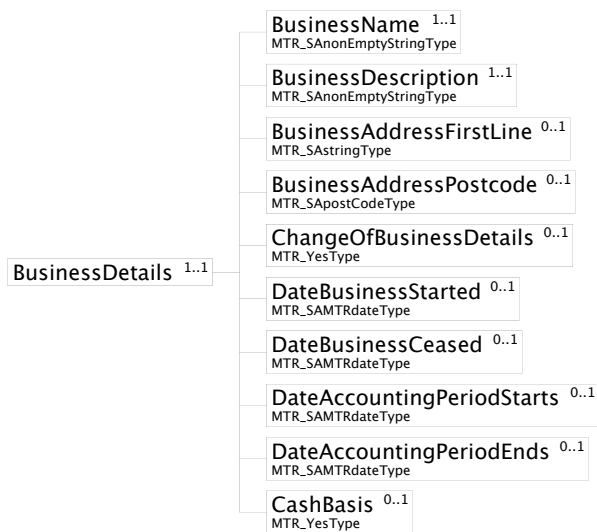 BusinessName 1..1
MTR_SAnonEmptyStringType
BusinessDescription 1..1
MTR_SAnonEmptyStringType
BusinessAddressFirstLine 0..1
MTR_SAstringType
BusinessAddressPostcode 0..1
MTR_SApostCodeType
ChangeOfBusinessDetails 0..1
MTR_YesType
BusinessDetails 1..1
DateBusinessStarted 0..1
MTR_SAMTRdateType
DateBusinessCeased 0..1
MTR_SAMTRdateType
DateAccountingPeriodStarts 0..1
MTR_SAMTRdateType
DateAccountingPeriodEnds 0..1
MTR_SAMTRdateType
CashBasis 0..1
MTR_YesType